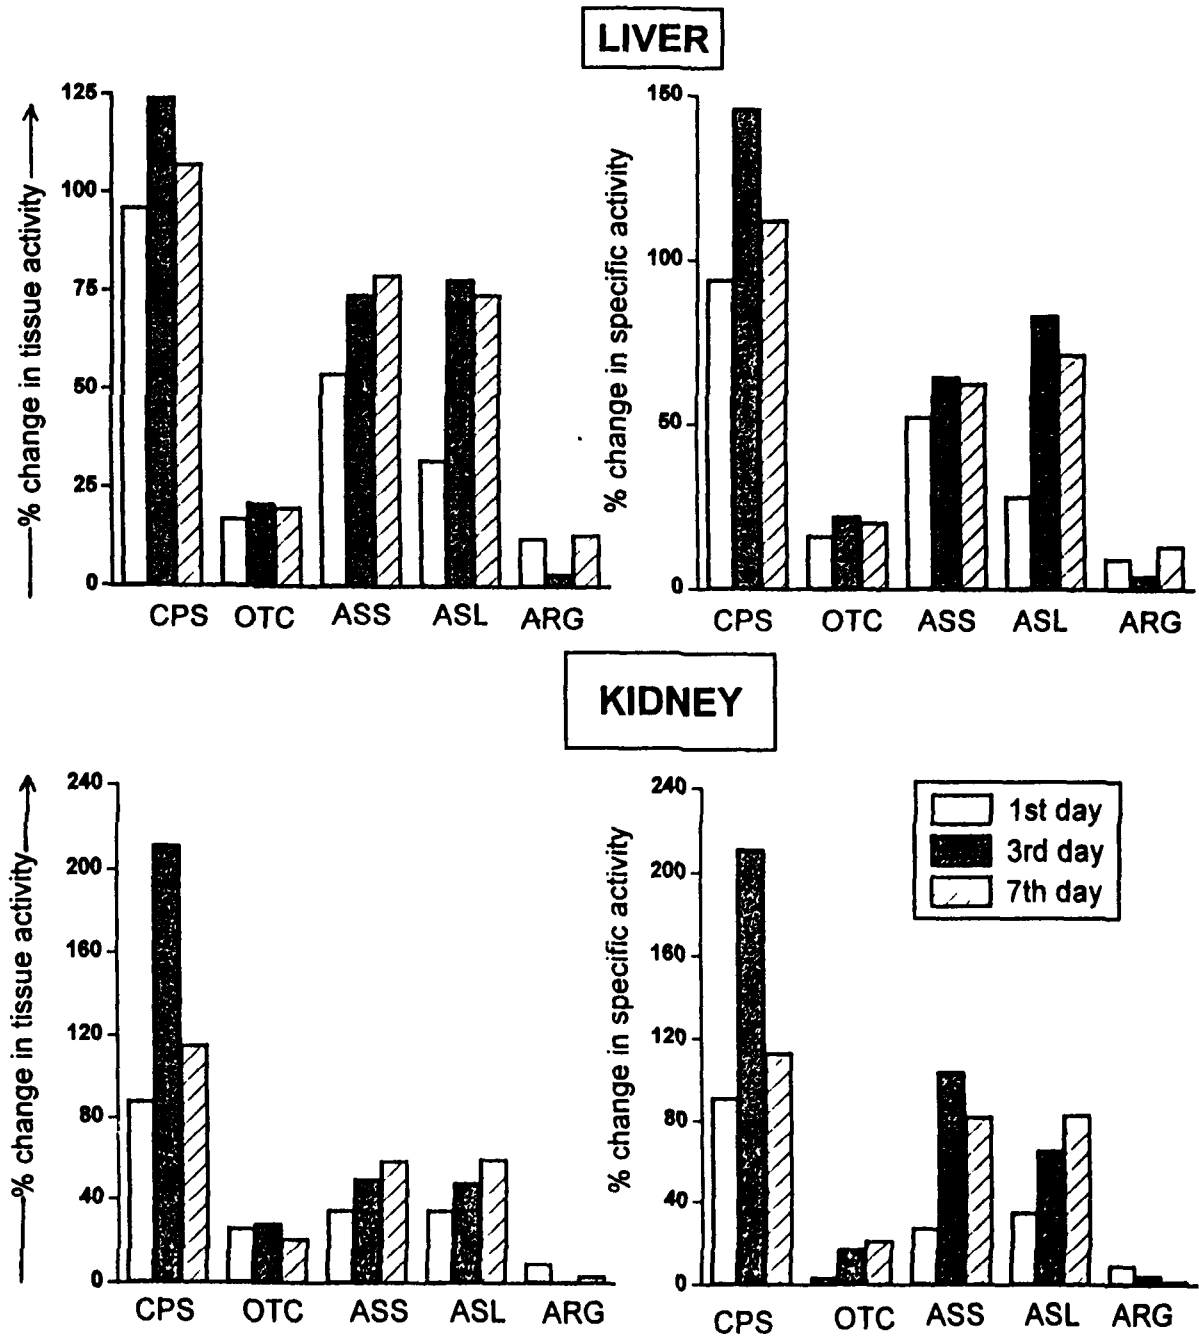 LIVER
% change in tissue activity
125
100
75
50
25
0
CPS OTC ASS ASL ARG
% change in specific activity
150
100
50
0
CPS OTC ASS ASL ARG
KIDNEY
% change in tissue activity
240
200
160
120
80
40
0
CPS OTC ASS ASL ARG
% change in specific activity
240
200
160
120
80
40
0
CPS OTC ASS ASL ARG
1st day
3rd day
7th day